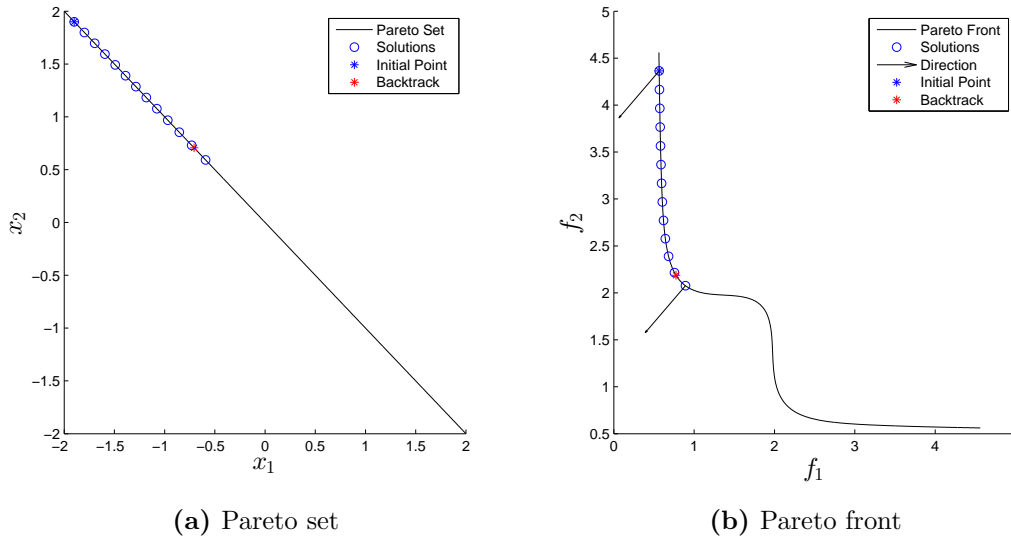 2
1.5
1
0.5
0
−0.5
−1
−1.5
−2
−2 −1.5 −1 −0.5 0 0.5 1 1.5 2
x1
x2
Pareto Set
Solutions
Initial Point
Backtrack
(a) Pareto set
5
4.5
4
3.5
3
2.5
2
1.5
1
0.5
0 1 2 3 4
f1
f2
Pareto Front
Solutions
Direction
Initial Point
Backtrack
(b) Pareto front